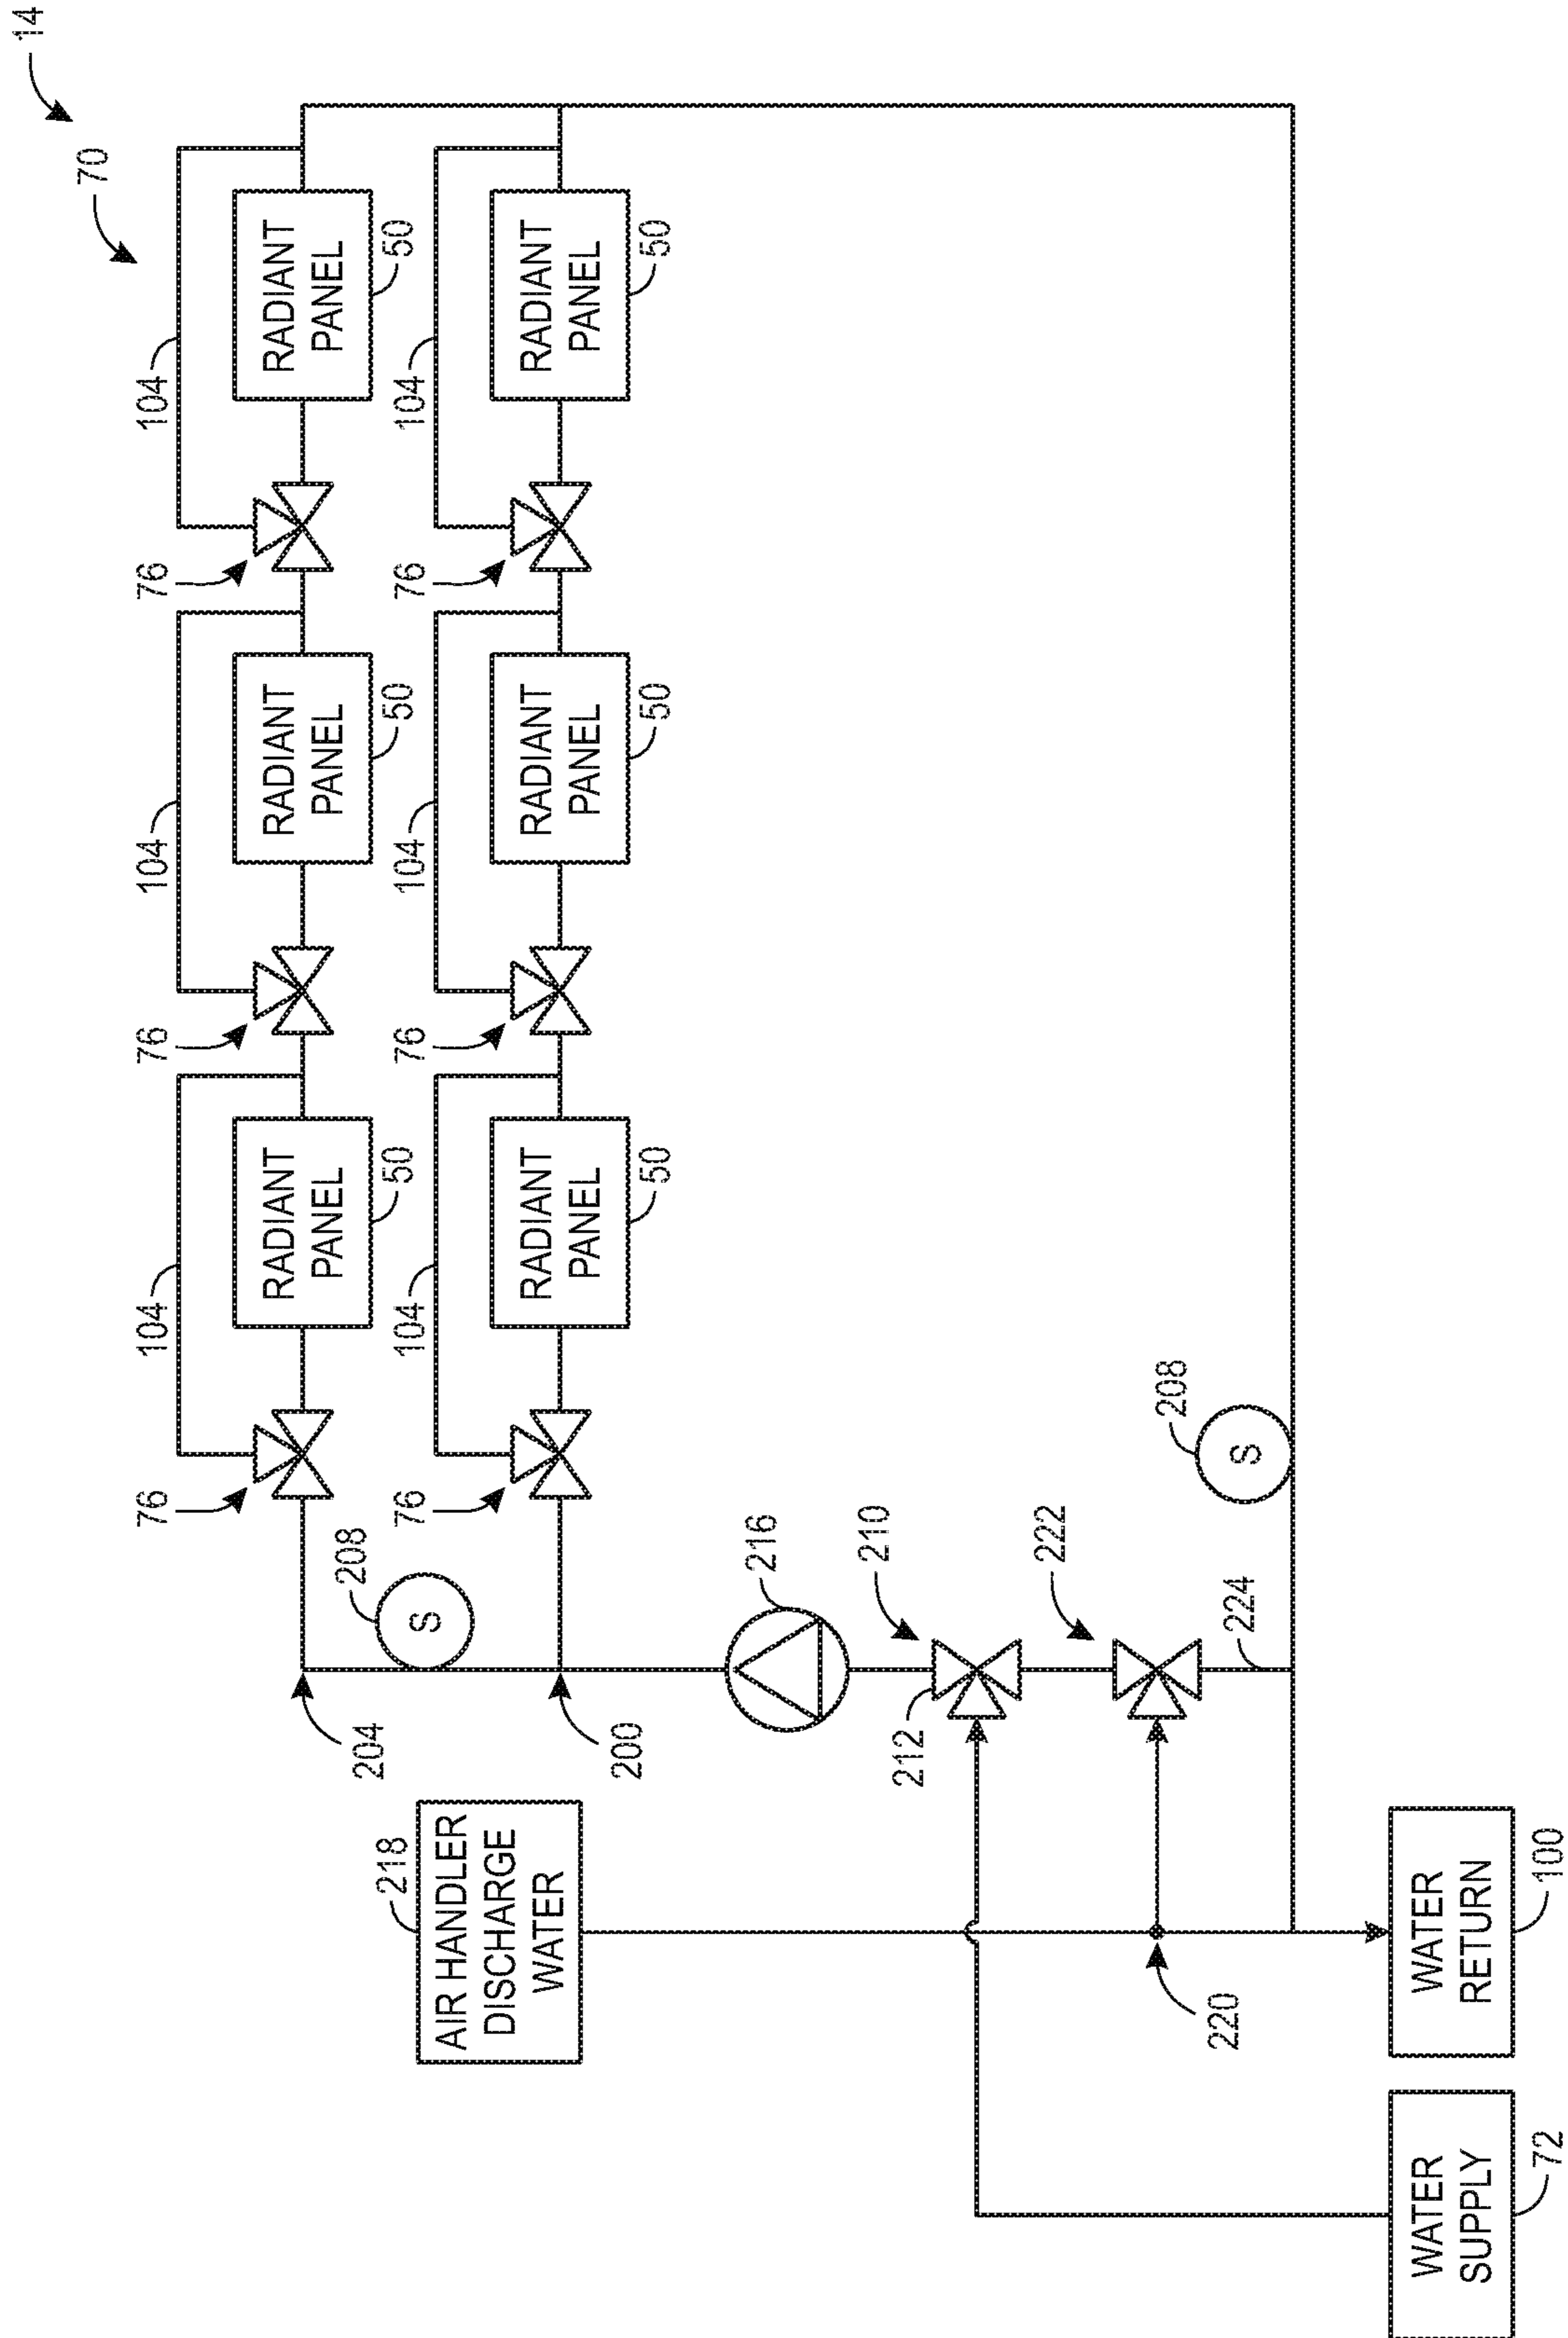 14
70
76
104
76
104
76
104
RADIANT
PANEL
50
RADIANT
PANEL
50
RADIANT
PANEL
50
208
S
204
218
AIR HANDLER
DISCHARGE
WATER
76
104
76
104
76
104
RADIANT
PANEL
50
RADIANT
PANEL
50
RADIANT
PANEL
50
200
216
210
212
222
208
S
220
224
WATER
SUPPLY
72
WATER
RETURN
100